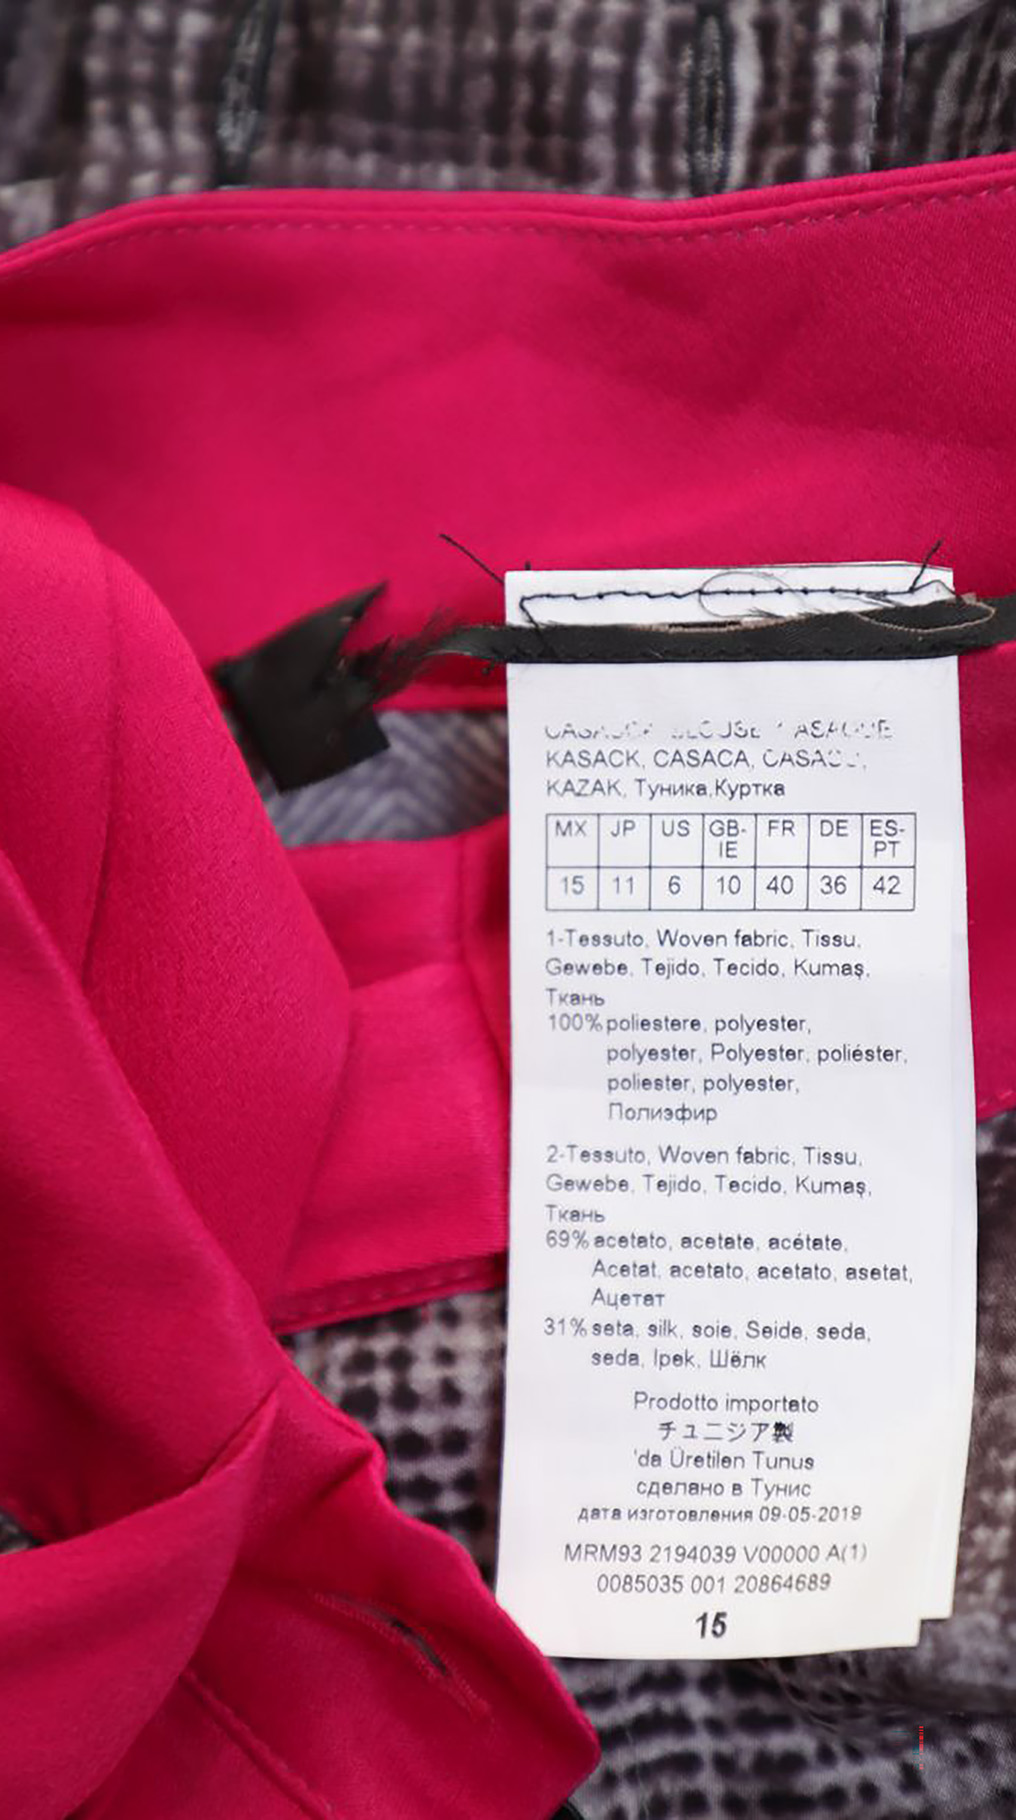 KASACK, CASACA,
KAZAK, Туника,Куртка
MX JP US GB-IE FR DE ES-PT
15 11 6 10 40 36 42
1-Tessuto, Woven fabric, Tissu,
Gewebe, Tejido, Tecido, Kumaş,
Ткань
100% poliestere, polyester,
polyester, Polyester, poliéster,
poliester, polyester,
Полиэфир
2-Tessuto, Woven fabric, Tissu,
Gewebe, Tejido, Tecido, Kumaş,
Ткань
69% acetato, acetate, acétate,
Acetat, acetato, acetato, asetat,
Ацетат
31% seta, silk, soie, Seide, seda,
seda, Ipek, Шёлк
Prodotto importato
チュニジア製
'da Üretilen Tunus
сделано в Тунис
дата изготовления 09-05-2019
MRM93 2194039 V00000 A(1)
0085035 001 20864689
15